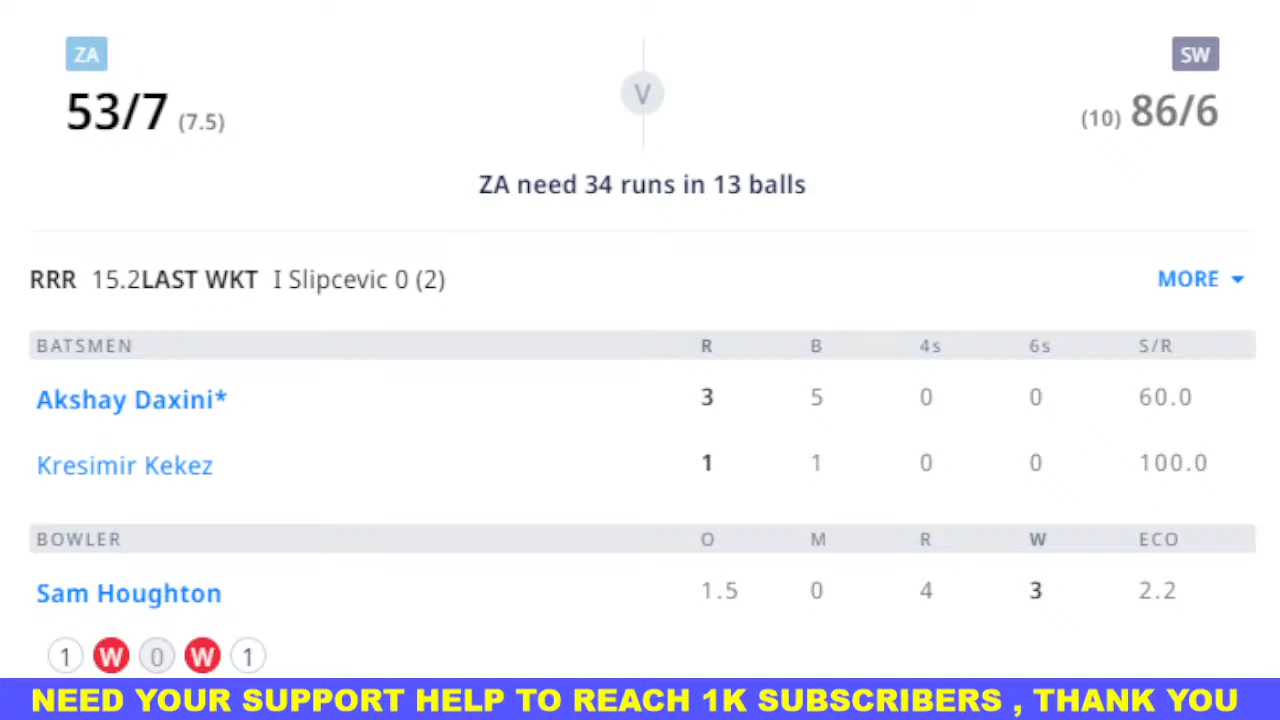 ZA
V
SW
53/7 (7.5)
(10) 86/6
ZA need 34 runs in 13 balls
RRR 15.2LAST WKT I Slipcevic 0 (2)
MORE
BATSMEN R B 4s 6s S/R
Akshay Daxini* 3 5 0 0 60.0
Kresimir Kekez 1 1 0 0 100.0
BOWLER O M R W ECO
Sam Houghton 1.5 0 4 3 2.2
1 W 0 W 1
NEED YOUR SUPPORT HELP TO REACH 1K SUBSCRIBERS , THANK YOU